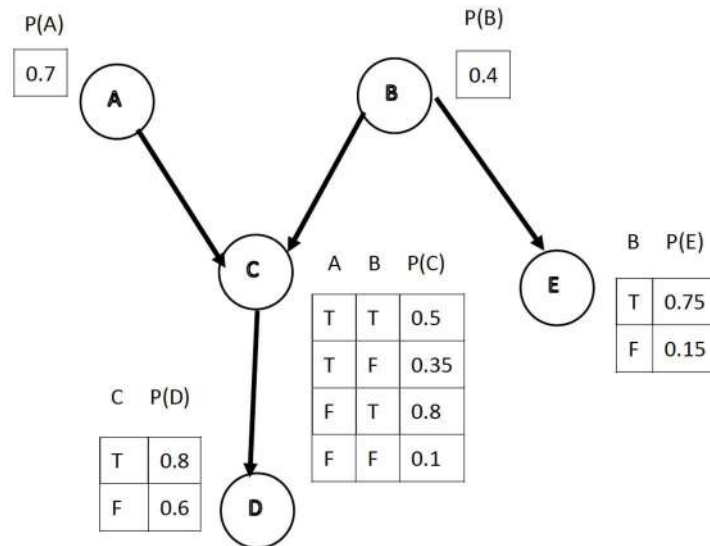 P(A)
0.7
A
P(B)
0.4
B
C
A B P(C)
T T 0.5
T F 0.35
F T 0.8
F F 0.1
E
B P(E)
T 0.75
F 0.15
C P(D)
T 0.8
F 0.6
D